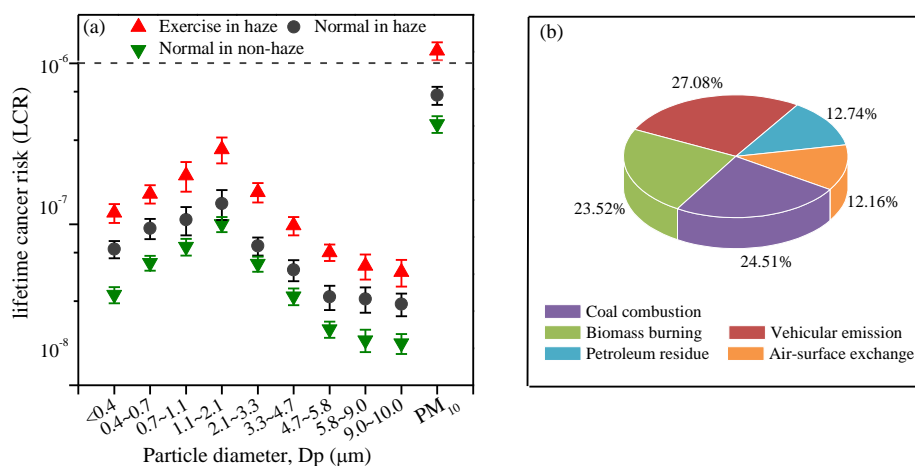 (a)
Exercise in haze
Normal in haze
Normal in non-haze
lifetime cancer risk (LCR)
10⁻⁶
10⁻⁷
10⁻⁸
<0.4
0.4~0.7
0.7~1.1
1.1~2.1
2.1~3.3
3.3~4.7
4.7~5.8
5.8~9.0
9.0~10.0
PM₁₀
Particle diameter, Dp (μm)
(b)
27.08%
12.74%
12.16%
24.51%
23.52%
Coal combustion
Biomass burning
Vehicular emission
Petroleum residue
Air-surface exchange